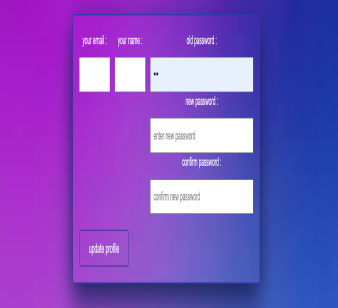 your email :
your name :
old password :
••
new password :
enter new password
confirm password :
confirm new password
update profile